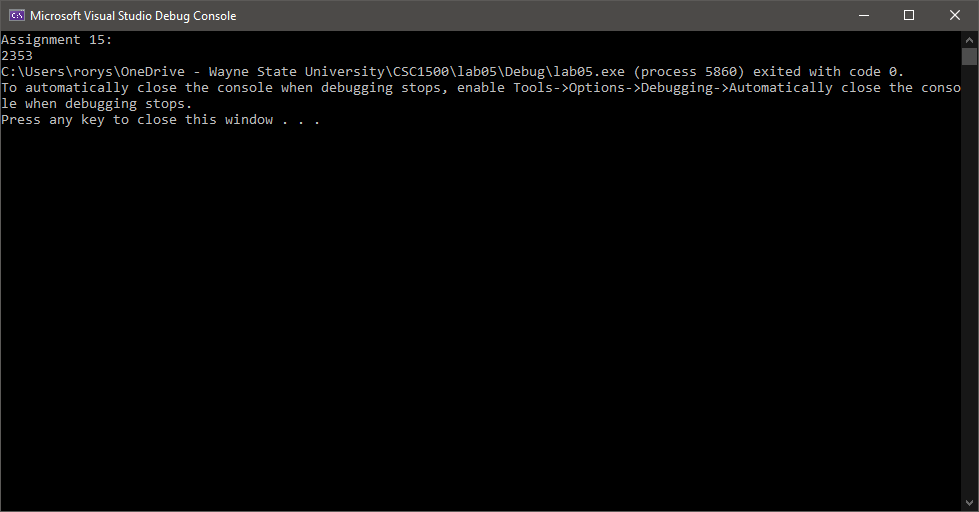 Microsoft Visual Studio Debug Console
Assignment 15:
2353
C:\Users\rorys\OneDrive - Wayne State University\CSC1500\lab05\Debug\lab05.exe (process 5860) exited with code 0.
To automatically close the console when debugging stops, enable Tools->Options->Debugging->Automatically close the conso
le when debugging stops.
Press any key to close this window . . .